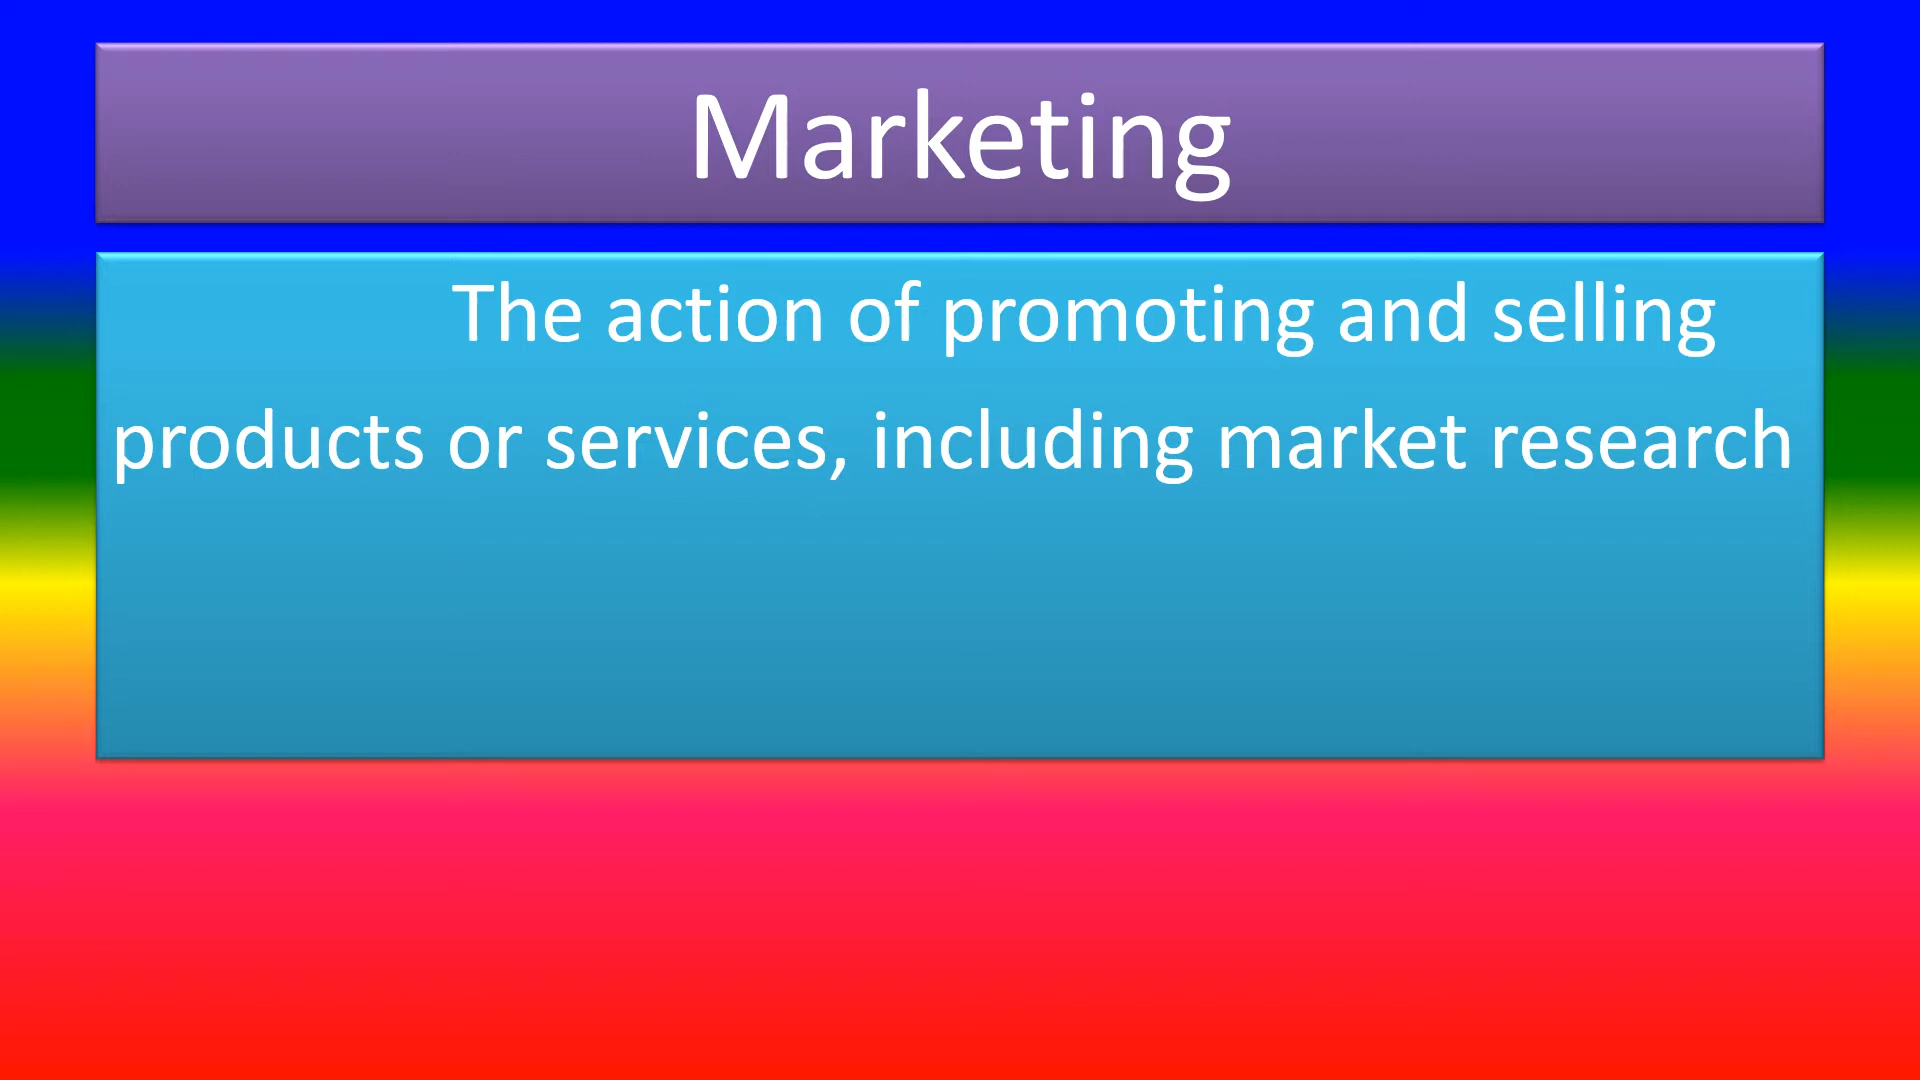 Marketing
The action of promoting and selling
products or services, including market research